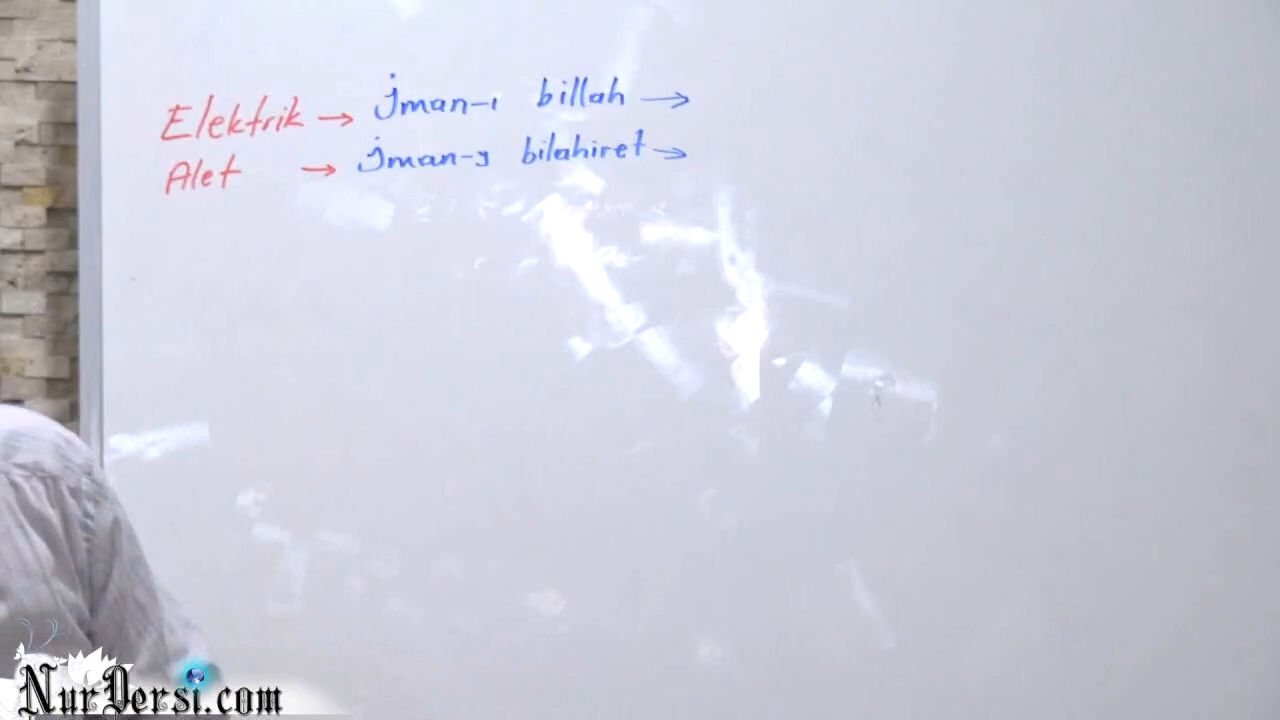 Elektrik → İman-ı billah →
Alet → İman-ı bilahiret →
NurDersi.com